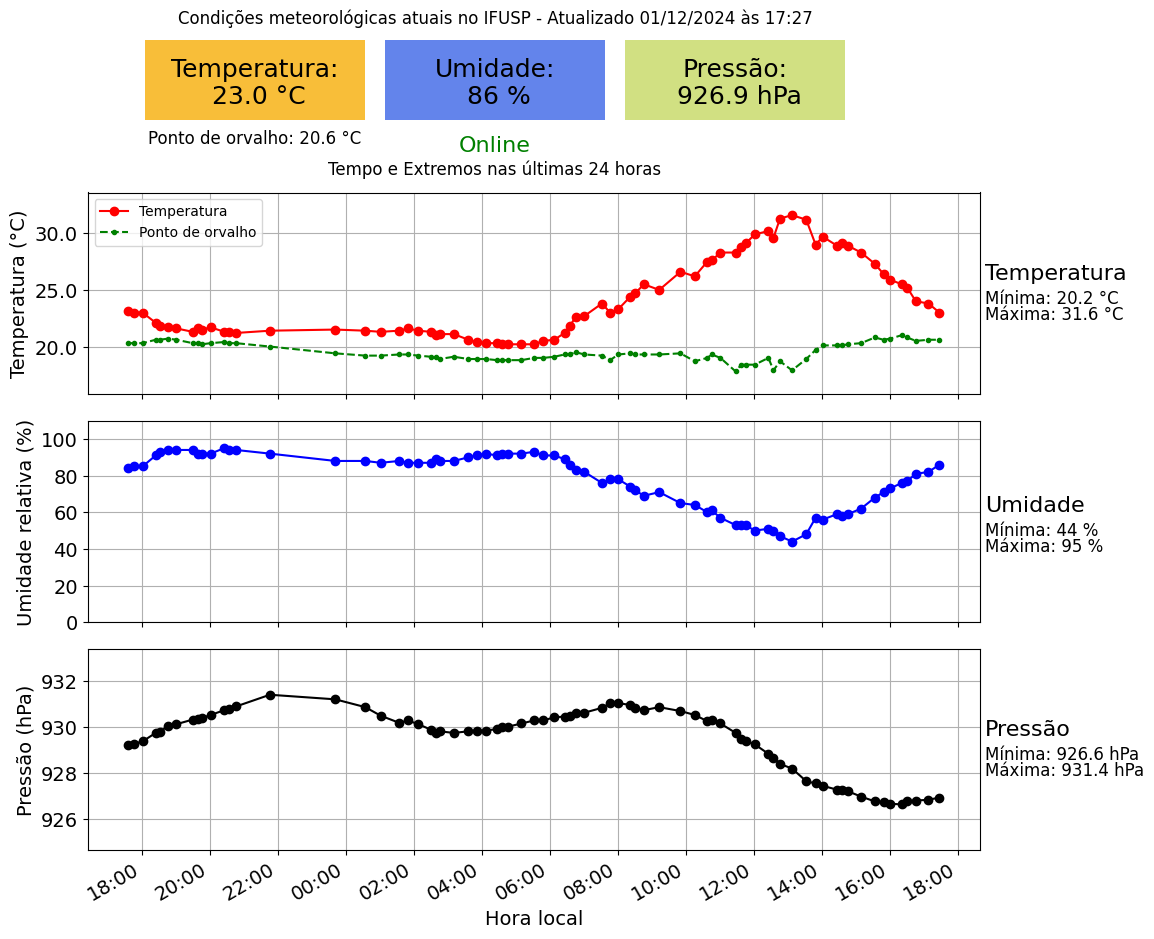 Condições meteorológicas atuais no IFUSP - Atualizado 01/12/2024 às 17:27
Temperatura:
23.0 °C
Umidade:
86 %
Pressão:
926.9 hPa
Ponto de orvalho: 20.6 °C
Online
Tempo e Extremos nas últimas 24 horas
Temperatura (°C)
30.0
25.0
20.0
Temperatura
Ponto de orvalho
Temperatura
Mínima: 20.2 °C
Máxima: 31.6 °C
Umidade relativa (%)
100
80
60
40
20
0
Umidade
Mínima: 44 %
Máxima: 95 %
Pressão (hPa)
932
930
928
926
Pressão
Mínima: 926.6 hPa
Máxima: 931.4 hPa
18:00 20:00 22:00 00:00 02:00 04:00 06:00 08:00 10:00 12:00 14:00 16:00 18:00
Hora local